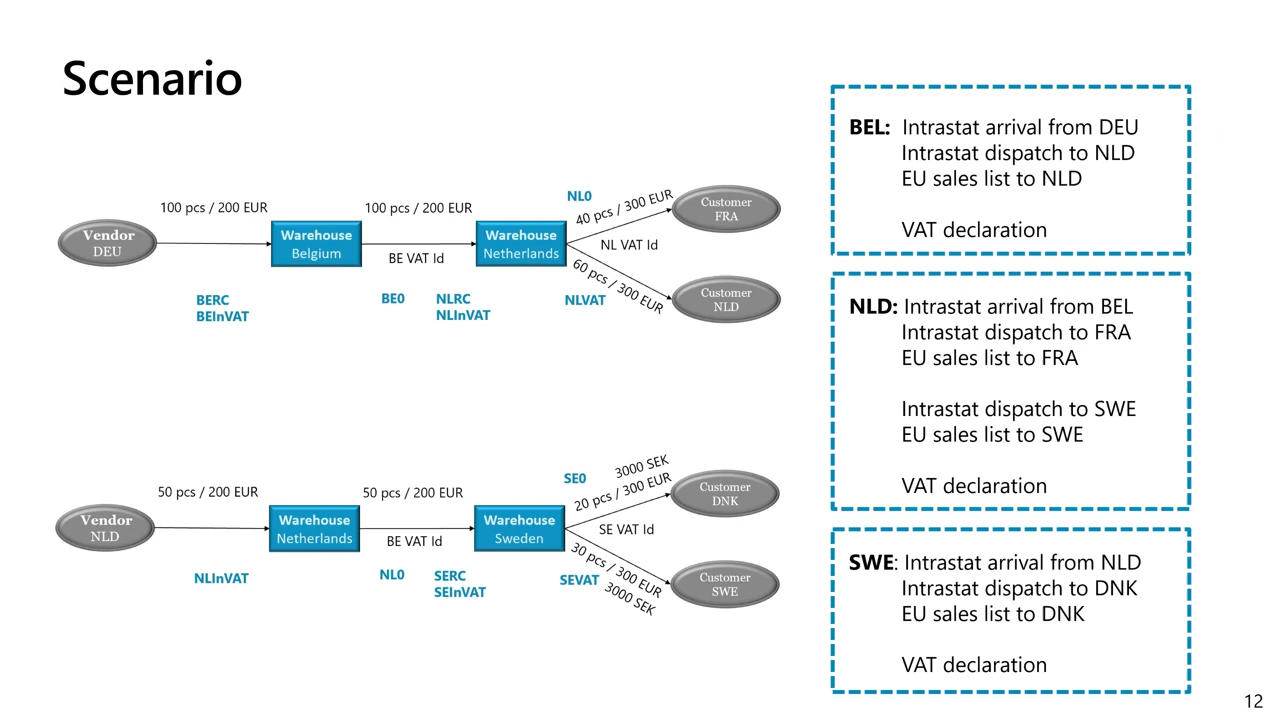 Scenario
100 pcs / 200 EUR
100 pcs / 200 EUR
NL0
40 pcs / 300 EUR
Customer
FRA
Vendor
DEU
Warehouse
Belgium
BE VAT Id
Warehouse
Netherlands
NL VAT Id
60 pcs / 300 EUR
Customer
NLD
BERC
BEInVAT
BE0
NLRC
NLInVAT
NLVAT
50 pcs / 200 EUR
50 pcs / 200 EUR
SE0
3000 SEK
20 pcs / 300 EUR
Customer
DNK
Vendor
NLD
Warehouse
Netherlands
BE VAT Id
Warehouse
Sweden
SE VAT Id
30 pcs / 300 EUR
3000 SEK
Customer
SWE
NLInVAT
NL0
SERC
SEInVAT
SEVAT
BEL: Intrastat arrival from DEU
Intrastat dispatch to NLD
EU sales list to NLD
VAT declaration
NLD: Intrastat arrival from BEL
Intrastat dispatch to FRA
EU sales list to FRA
Intrastat dispatch to SWE
EU sales list to SWE
VAT declaration
SWE: Intrastat arrival from NLD
Intrastat dispatch to DNK
EU sales list to DNK
VAT declaration
12